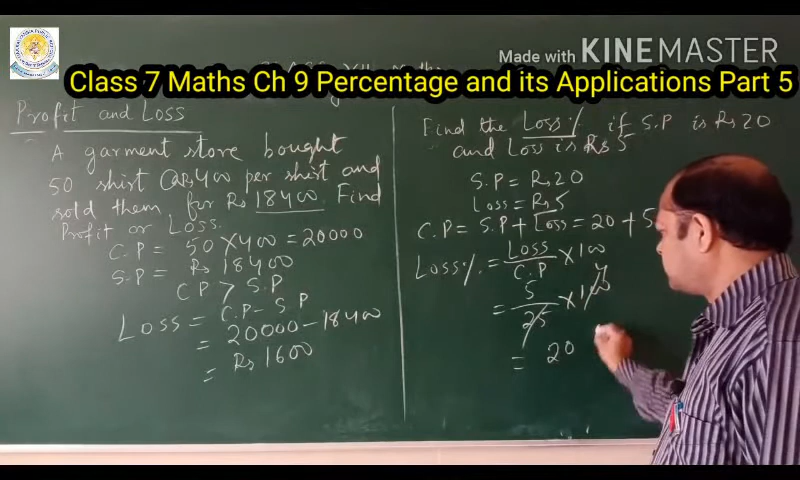 Made with KINEMASTER
Class 7 Maths Ch 9 Percentage and its Applications Part 5
Profit and Loss
A garment store bought
50 shirt @Rs400 per shirt and
sold them for Rs 18400. Find
Profit or Loss.
C.P = 50 X 400 = 20000
S.P = Rs 18400
CP > S.P
Loss = C.P - S P
= 20000 - 18400
= Rs 1600
Find the Loss% if S.P is Rs 20
and Loss is Rs 5
S.P = Rs 20
Loss = Rs 5
C.P = S.P + Loss = 20 + 5
Loss% = Loss/C.P X 100
= 5/25 X 100
= 20